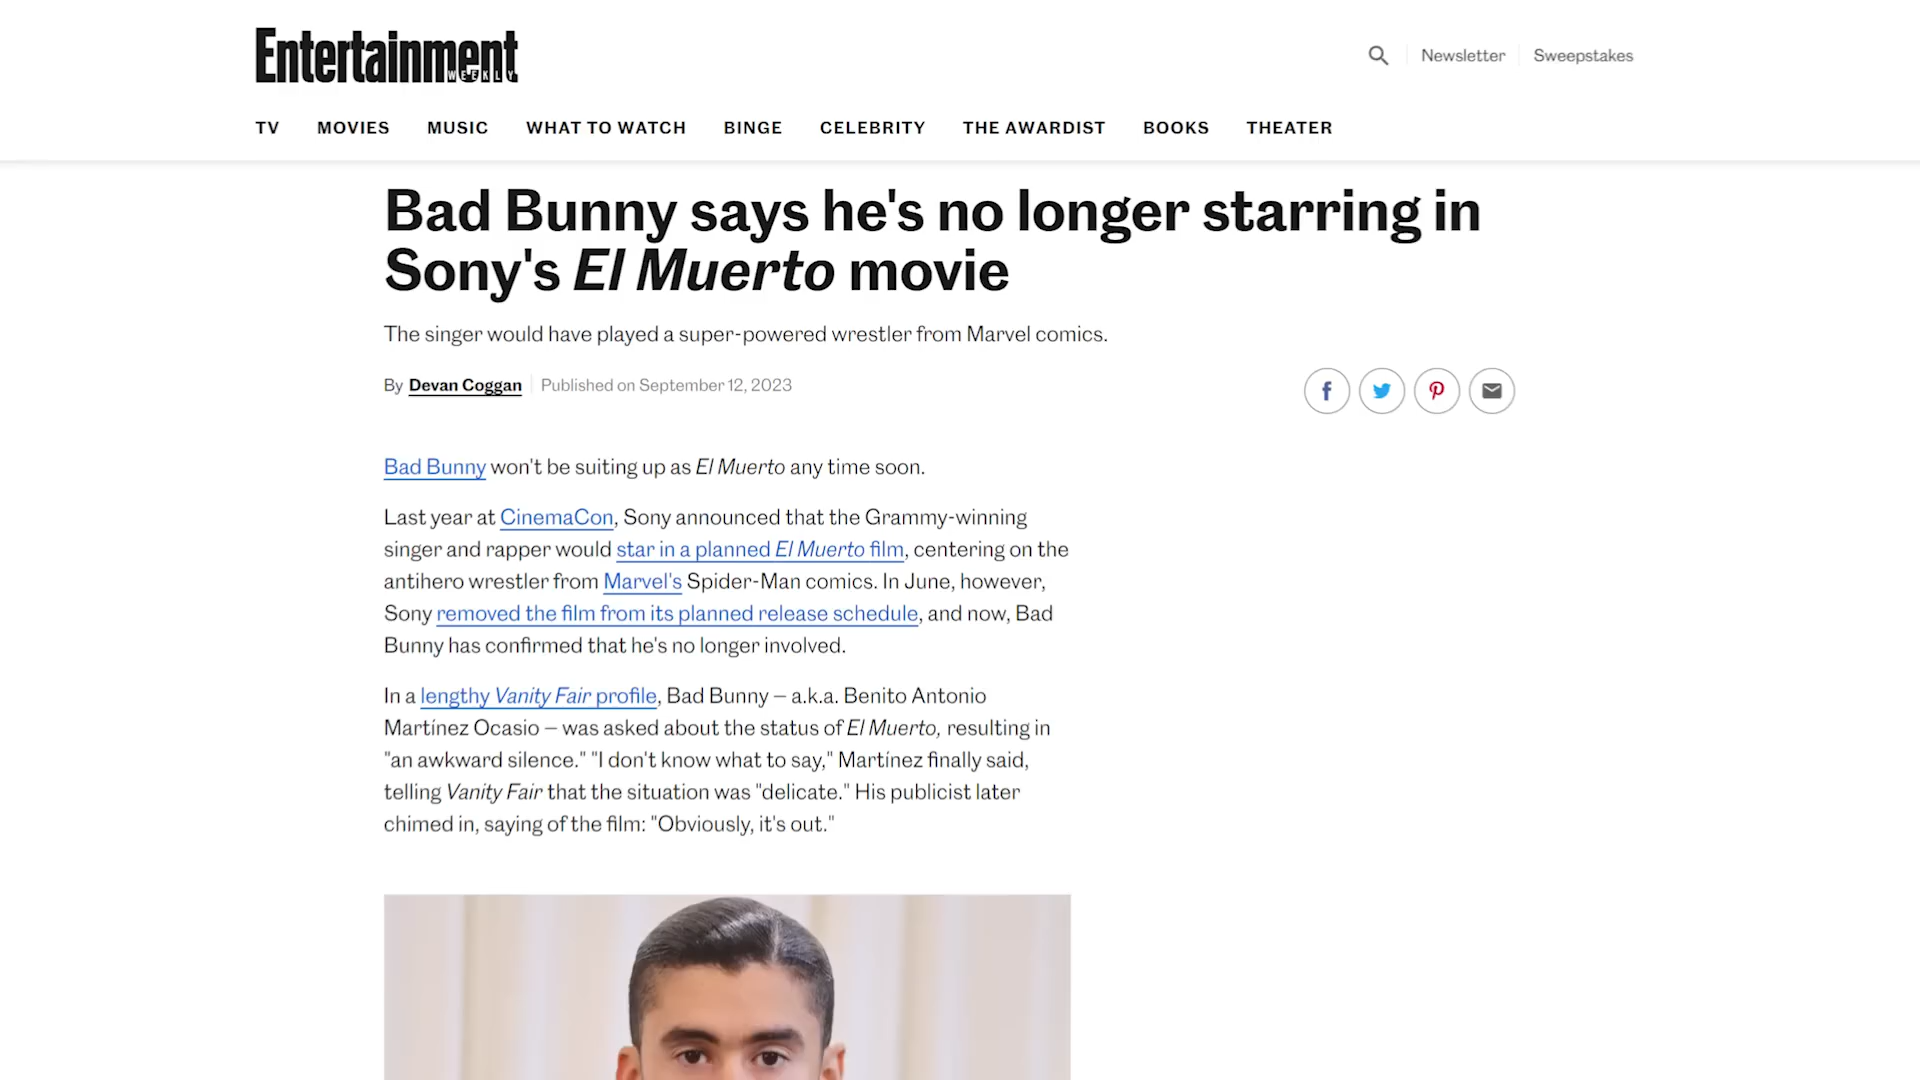 Entertainment
WEEKLY
Newsletter
Sweepstakes
TV MOVIES MUSIC WHAT TO WATCH BINGE CELEBRITY THE AWARDIST BOOKS THEATER
Bad Bunny says he's no longer starring in
Sony's El Muerto movie
The singer would have played a super-powered wrestler from Marvel comics.
By Devan Coggan Published on September 12, 2023
Bad Bunny won't be suiting up as El Muerto any time soon.
Last year at CinemaCon, Sony announced that the Grammy-winning
singer and rapper would star in a planned El Muerto film, centering on the
antihero wrestler from Marvel's Spider-Man comics. In June, however,
Sony removed the film from its planned release schedule, and now, Bad
Bunny has confirmed that he's no longer involved.
In a lengthy Vanity Fair profile, Bad Bunny – a.k.a. Benito Antonio
Martínez Ocasio – was asked about the status of El Muerto, resulting in
"an awkward silence." "I don't know what to say," Martínez finally said,
telling Vanity Fair that the situation was "delicate." His publicist later
chimed in, saying of the film: "Obviously, it's out."